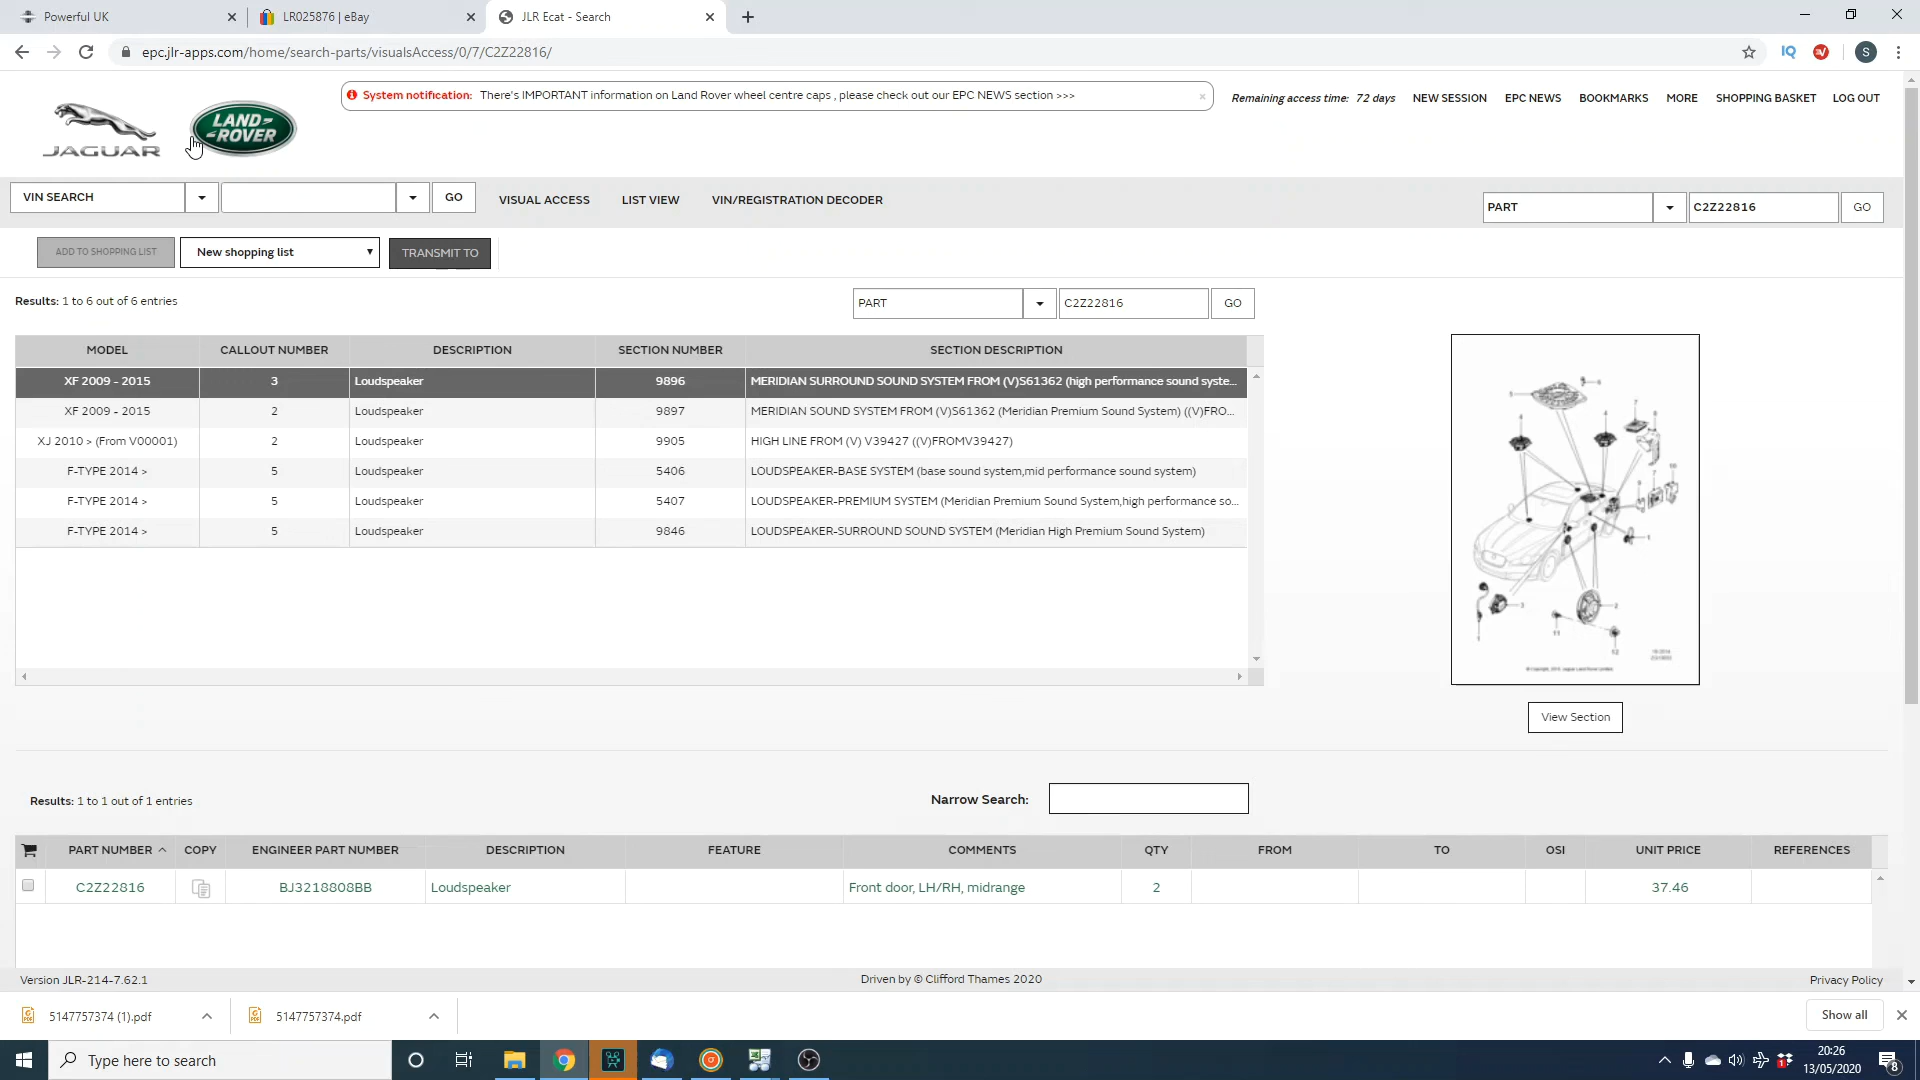 Powerful UK
LR025876 | eBay
JLR Ecat - Search
epc.jlr-apps.com/home/search-parts/visualsAccess/0/7/C2Z22816/
IQ
S
JAGUAR
LAND-
-ROVER
System notification: There's IMPORTANT information on Land Rover wheel centre caps , please check out our EPC NEWS section >>>
Remaining access time: 72 days
NEW SESSION
EPC NEWS
BOOKMARKS
MORE
SHOPPING BASKET
LOG OUT
VIN SEARCH
GO
VISUAL ACCESS
LIST VIEW
VIN/REGISTRATION DECODER
PART
C2Z22816
GO
ADD TO SHOPPING LIST
New shopping list
TRANSMIT TO
Results: 1 to 6 out of 6 entries
PART
C2Z22816
GO
MODEL CALLOUT NUMBER DESCRIPTION SECTION NUMBER SECTION DESCRIPTION
XF 2009 - 2015 3 Loudspeaker 9896 MERIDIAN SURROUND SOUND SYSTEM FROM (V)S61362 (high performance sound syste...
XF 2009 - 2015 2 Loudspeaker 9897 MERIDIAN SOUND SYSTEM FROM (V)S61362 (Meridian Premium Sound System) ((V)FRO...
XJ 2010 > (From V00001) 2 Loudspeaker 9905 HIGH LINE FROM (V) V39427 ((V)FROMV39427)
F-TYPE 2014 > 5 Loudspeaker 5406 LOUDSPEAKER-BASE SYSTEM (base sound system,mid performance sound system)
F-TYPE 2014 > 5 Loudspeaker 5407 LOUDSPEAKER-PREMIUM SYSTEM (Meridian Premium Sound System,high performance so...
F-TYPE 2014 > 5 Loudspeaker 9846 LOUDSPEAKER-SURROUND SOUND SYSTEM (Meridian High Premium Sound System)
View Section
Results: 1 to 1 out of 1 entries
Narrow Search:
PART NUMBER COPY ENGINEER PART NUMBER DESCRIPTION FEATURE COMMENTS QTY FROM TO OSI UNIT PRICE REFERENCES
C2Z22816 BJ3218808BB Loudspeaker Front door, LH/RH, midrange 2 37.46
Version JLR-214-7.62.1
Driven by © Clifford Thames 2020
Privacy Policy
5147757374 (1).pdf
5147757374.pdf
Show all
Type here to search
20:26
13/05/2020
8